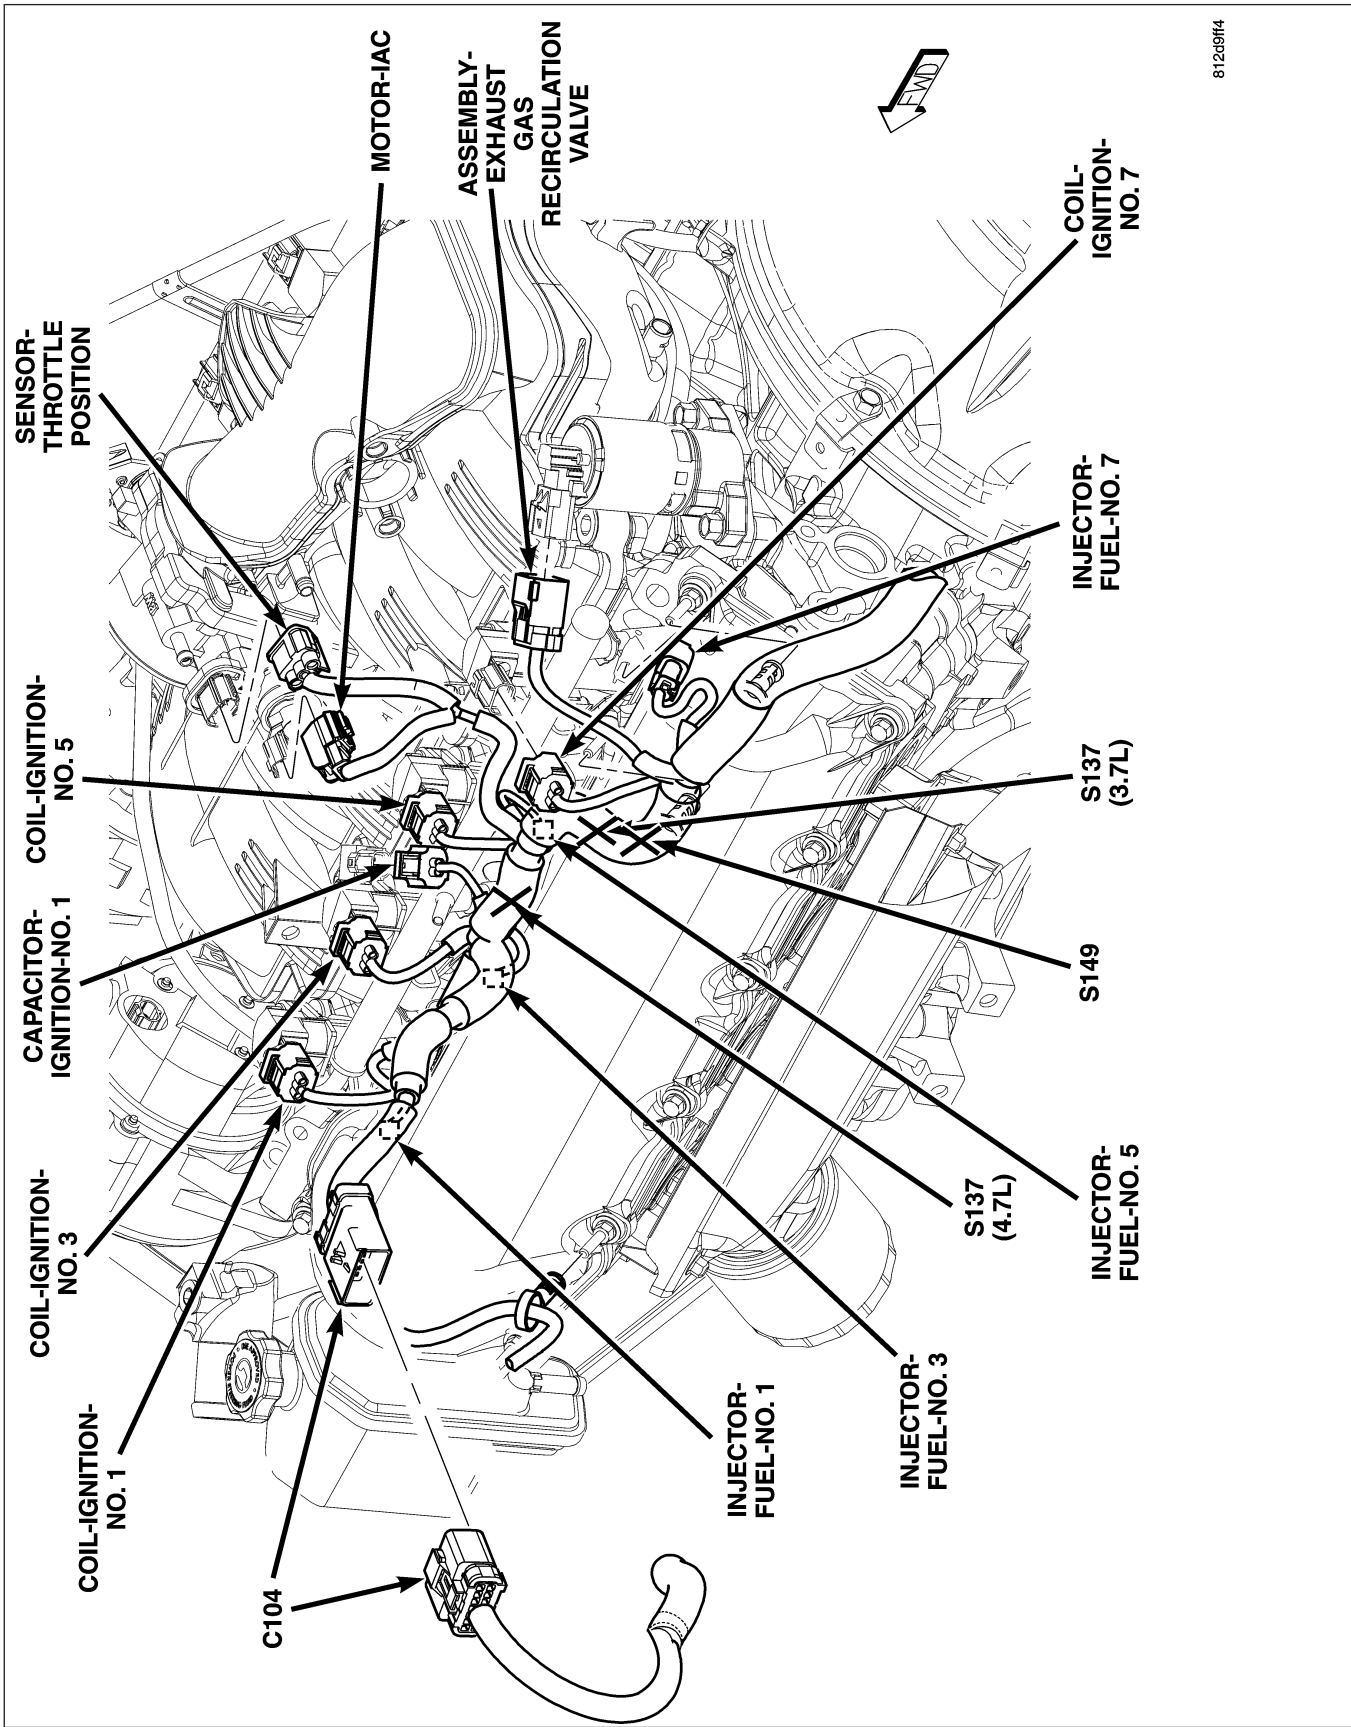 C104
COIL-IGNITION-
NO. 1
COIL-IGNITION-
NO. 3
CAPACITOR-
IGNITION-NO. 1
COIL-IGNITION-
NO. 5
SENSOR-
THROTTLE
POSITION
MOTOR-IAC
ASSEMBLY-
EXHAUST
GAS
RECIRCULATION
VALVE
INJECTOR-
FUEL-NO. 1
INJECTOR-
FUEL-NO. 3
S137
(4.7L)
INJECTOR-
FUEL-NO. 5
S149
S137
(3.7L)
INJECTOR-
FUEL-NO. 7
COIL-
IGNITION-
NO. 7
FWD
812d9ff4